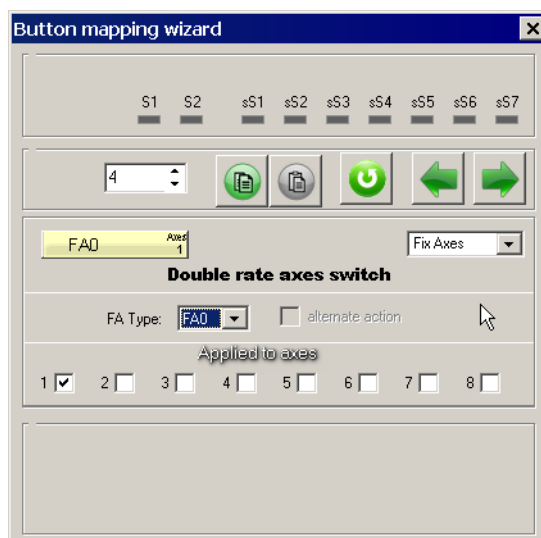 Button mapping wizard
S1 S2 sS1 sS2 sS3 sS4 sS5 sS6 sS7
4
FA0 Axes 1 Fix Axes
Double rate axes switch
FA Type: FA0 alternate action
Applied to axes
1 2 3 4 5 6 7 8